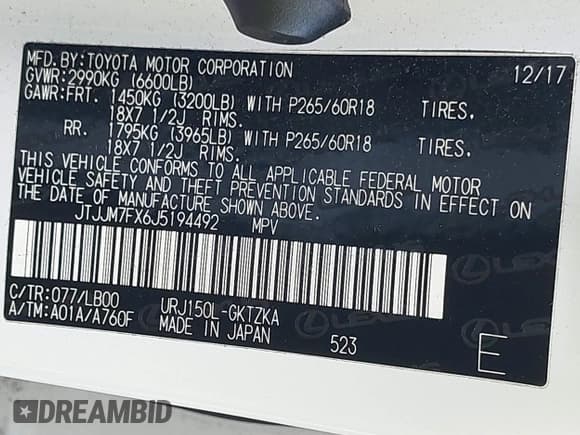 MFD.BY:TOYOTA MOTOR CORPORATION 12/17
GVWR:2990KG (6600LB)
GAWR:FRT. 1450KG (3200LB) WITH P265/60R18 TIRES,
18X7 1/2J RIMS.
RR. 1795KG (3965LB) WITH P265/60R18 TIRES,
18X7 1/2J RIMS.
THIS VEHICLE CONFORMS TO ALL APPLICABLE FEDERAL MOTOR
VEHICLE SAFETY AND THEFT PREVENTION STANDARDS IN EFFECT ON
THE DATE OF MANUFACTURE SHOWN ABOVE.
JTJJM7FX6J5194492 MPV
C/TR:077/LB00 URJ150L-GKTZKA
A/TM:A01A/A760F MADE IN JAPAN 523 E
LEXUS
DREAMBID